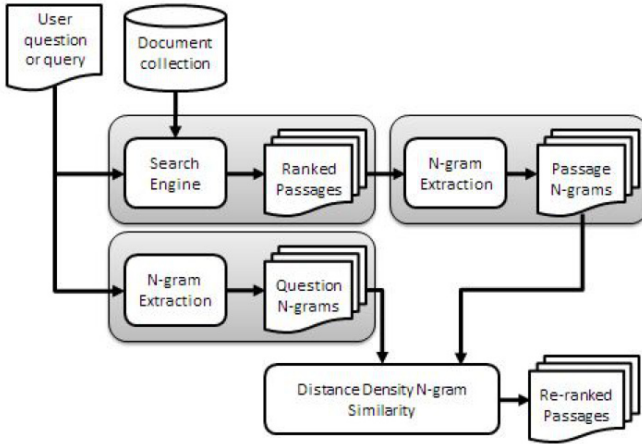 User
question
or query
Document
collection
Search
Engine
Ranked
Passages
N-gram
Extraction
Passage
N-grams
N-gram
Extraction
Question
N-grams
Distance Density N-gram
Similarity
Re-ranked
Passages